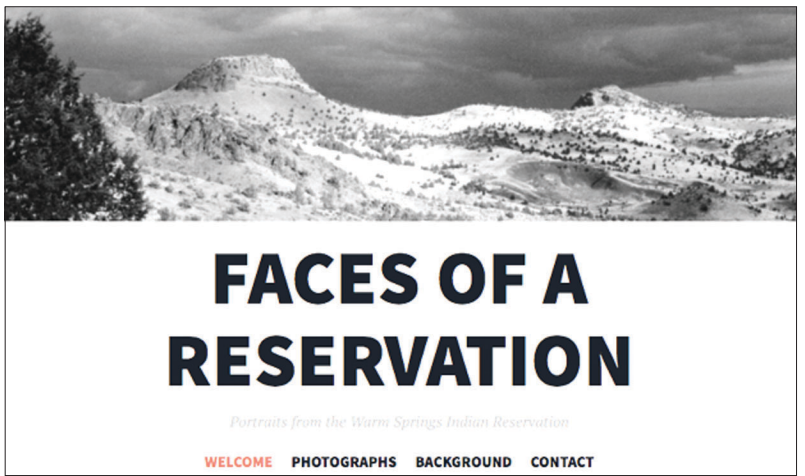 FACES OF A
RESERVATION
Portraits from the Warm Springs Indian Reservation
WELCOME PHOTOGRAPHS BACKGROUND CONTACT